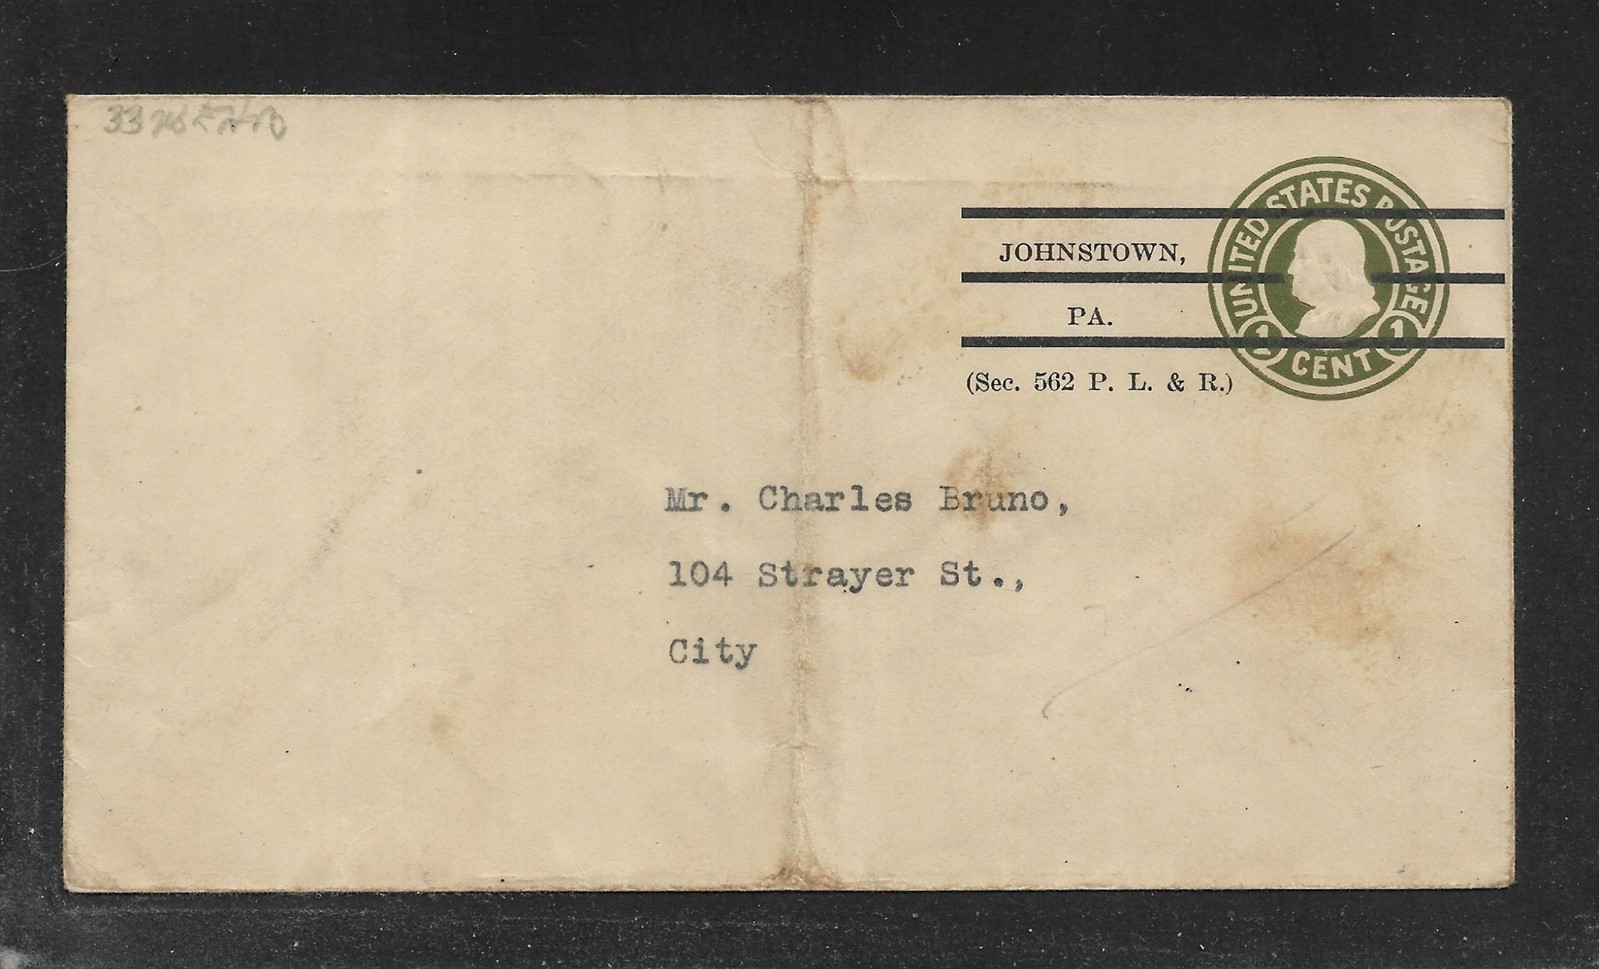 UNITED STATES POSTAGE
JOHNSTOWN,
PA.
1 CENT 1
(Sec. 562 P. L. & R.)
Mr. Charles Bruno,
104 Strayer St.,
City